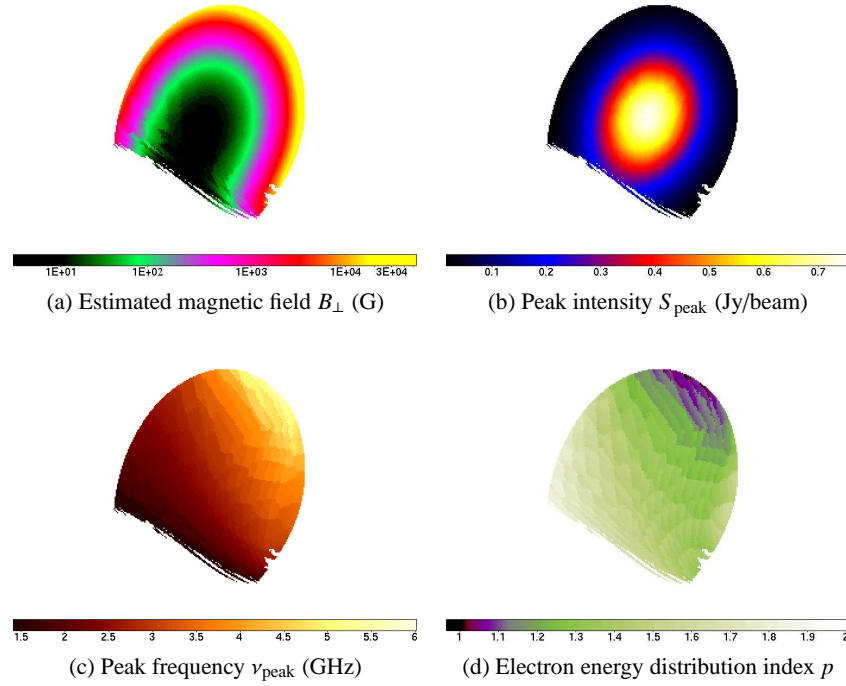 1E+01 1E+02 1E+03 1E+04 3E+04
(a) Estimated magnetic field B⊥ (G)
0.1 0.2 0.3 0.4 0.5 0.6 0.7
(b) Peak intensity Speak (Jy/beam)
1.5 2 2.5 3 3.5 4 4.5 5 5.5 6
(c) Peak frequency νpeak (GHz)
1 1.1 1.2 1.3 1.4 1.5 1.6 1.7 1.8 1.9 2
(d) Electron energy distribution index p